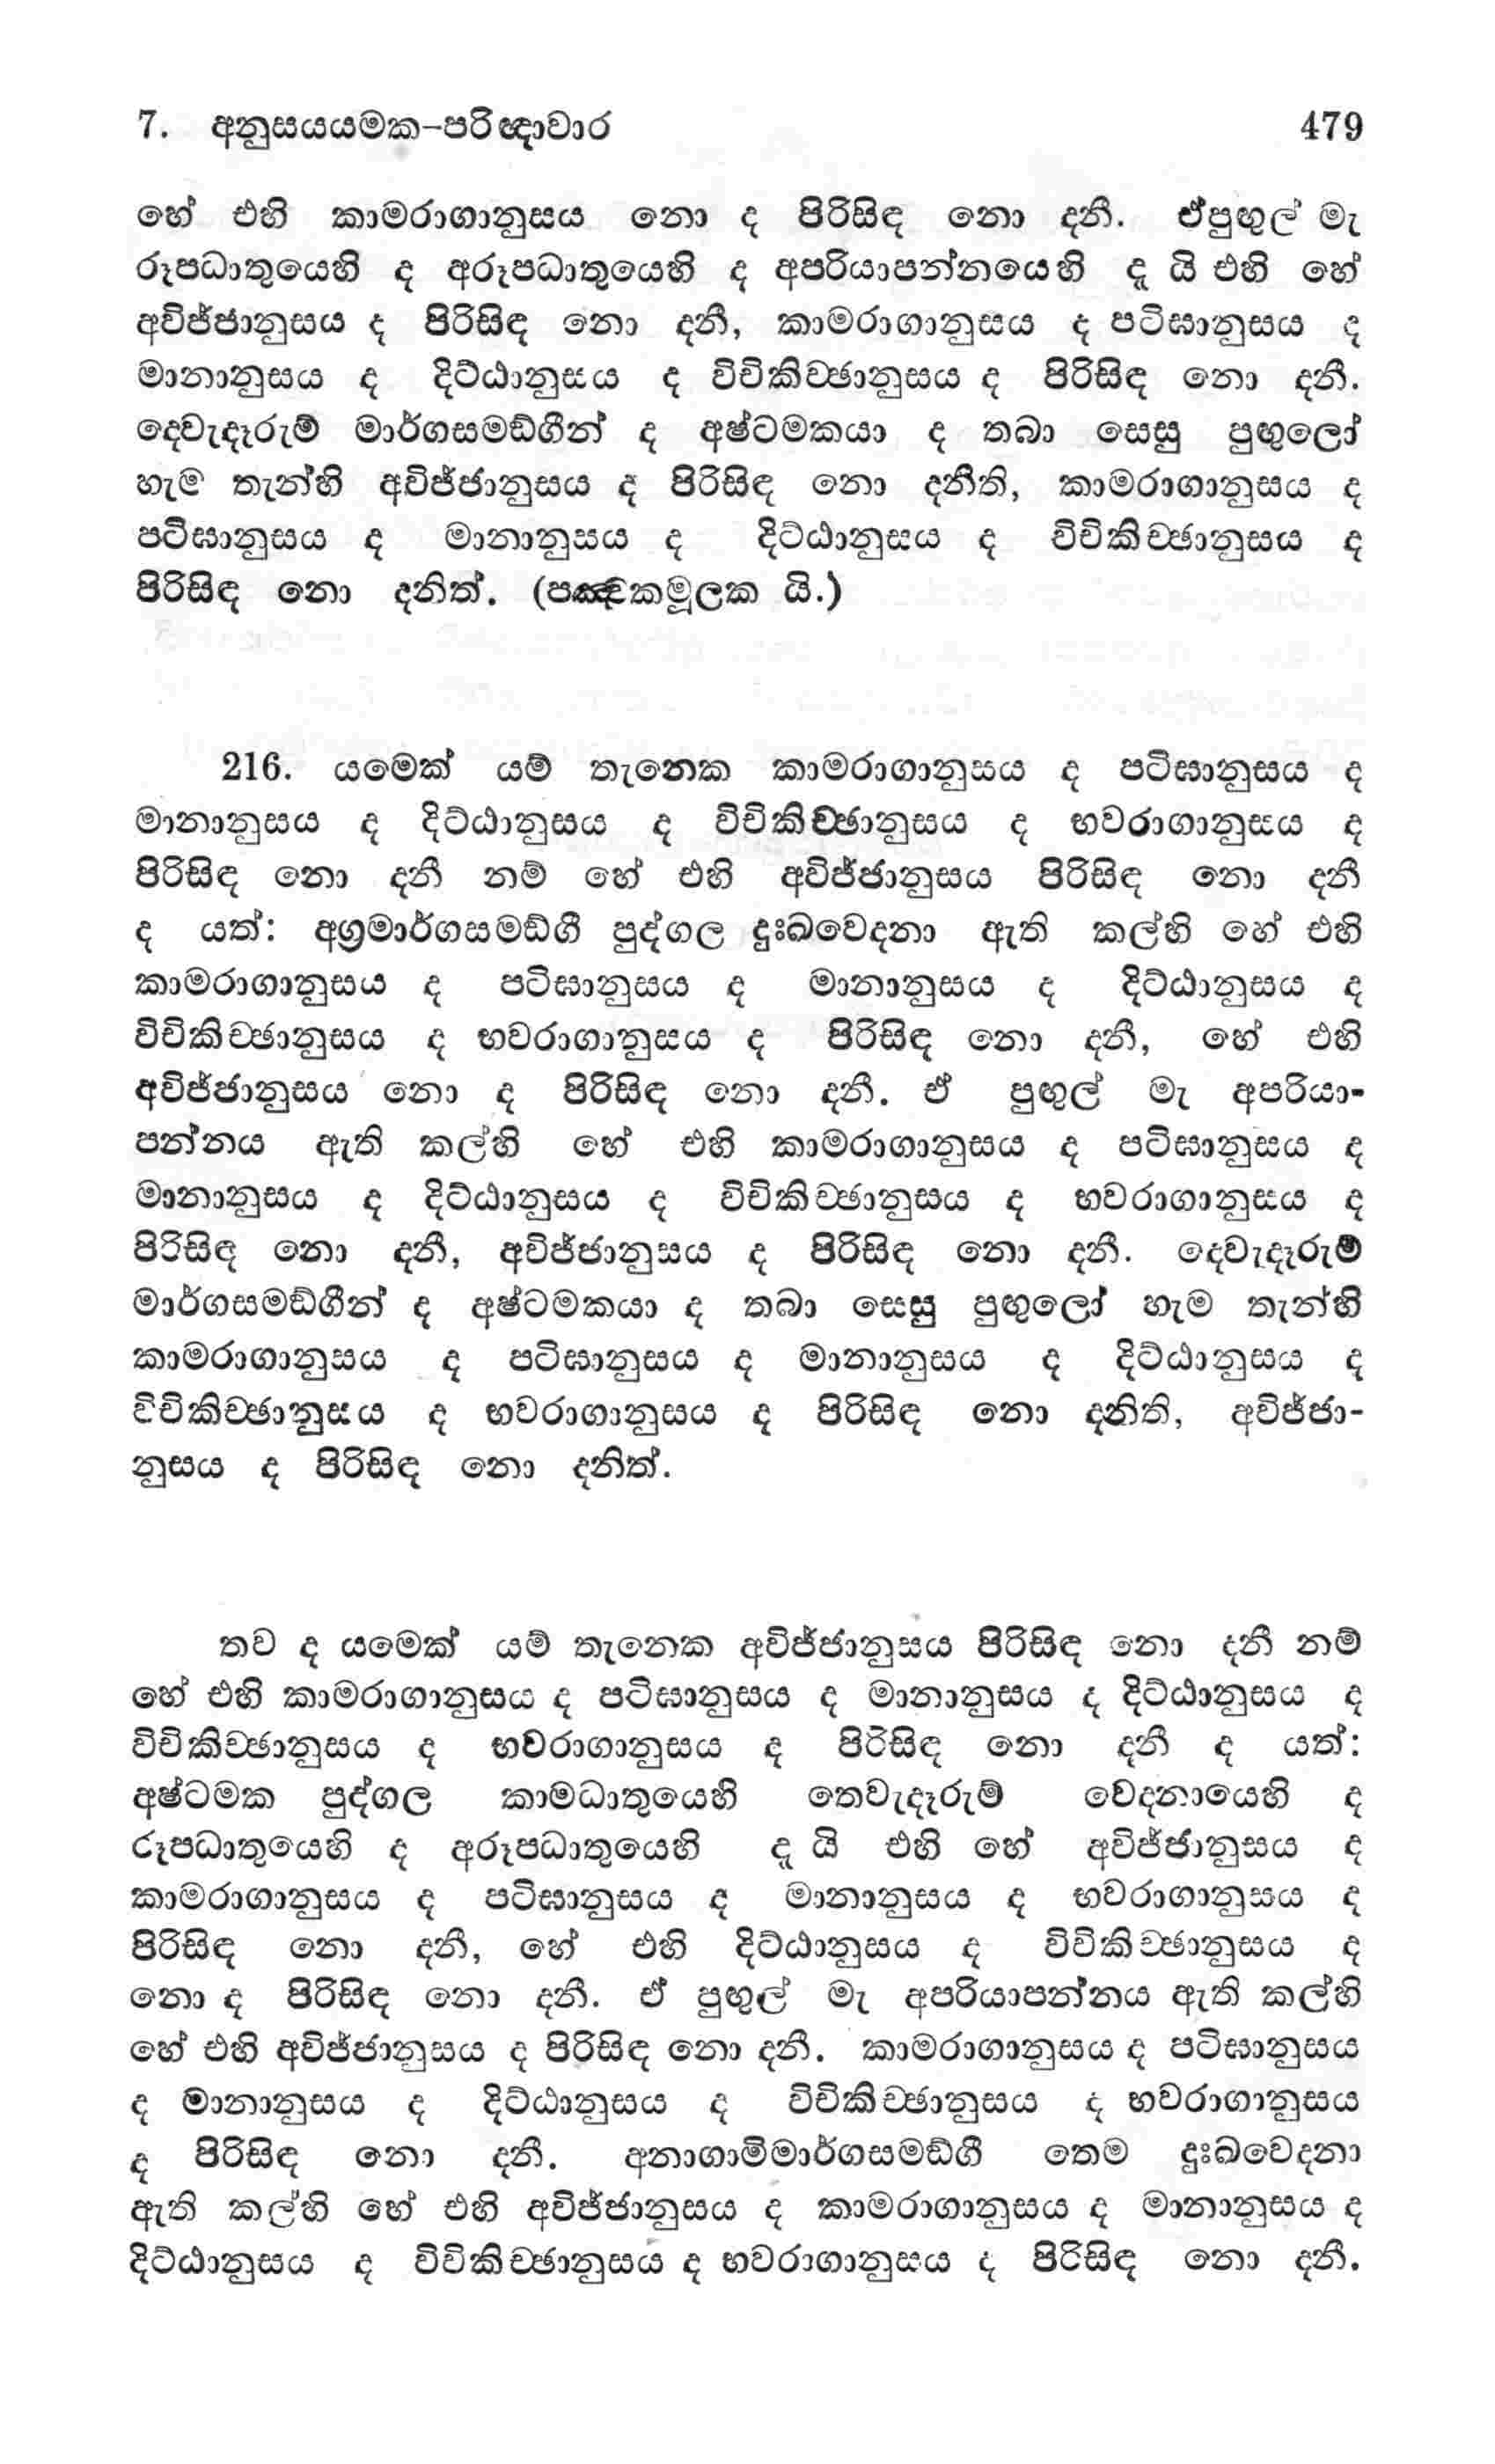 7. අනුසයයමක-පරිඤාවාර 479
හේ එහි කාමරාගානුසය නො ද පිරිසිඳ නො දනී. ඒපුඟුල් මැ
රූපධාතුයෙහි ද අරූපධාතුයෙහි ද අපරියාපන්නයෙහි දූ යි එහි හේ
අවිජ්ජානුසය ද පිරිසිඳ නො දනී, කාමරාගානුසය ද පටිඝානුසය ද
මානානුසය ද දිට්ඨානුසය ද විචිකිච්ඡානුසය ද පිරිසිඳ නො දනී.
දෙවැදෑරුම් මාර්ගසමඞ්ගීන් ද අෂ්ටමකයා ද තබා සෙසු පුඟුලෝ
හැම තැන්හි අවිජ්ජානුසය ද පිරිසිඳ නො දනීති, කාමරාගානුසය ද
පටිඝානුසය ද මානානුසය ද දිට්ඨානුසය ද විචිකිච්ඡානුසය ද
පිරිසිඳ නො දනිත්. (පඤ්චකමූලක යි.)
216. යමෙක් යම් තැනෙක කාමරාගානුසය ද පටිඝානුසය ද
මානානුසය ද දිට්ඨානුසය ද විචිකිච්ඡානුසය ද භවරාගානුසය ද
පිරිසිඳ නො දනී නම් හේ එහි අවිජ්ජානුසය පිරිසිඳ නො දනී
ද යත්: අග්‍රමාර්ගසමඞ්ගී පුද්ගල දුඃඛවෙදනා ඇති කල්හි හේ එහි
කාමරාගානුසය ද පටිඝානුසය ද මානානුසය ද දිට්ඨානුසය ද
විචිකිච්ඡානුසය ද භවරාගානුසය ද පිරිසිඳ නො දනී, හේ එහි
අවිජ්ජානුසය නො ද පිරිසිඳ නො දනී. ඒ පුඟුල් මැ අපරියා-
පන්නය ඇති කල්හි හේ එහි කාමරාගානුසය ද පටිඝානුසය ද
මානානුසය ද දිට්ඨානුසය ද විචිකිච්ඡානුසය ද භවරාගානුසය ද
පිරිසිඳ නො දනී, අවිජ්ජානුසය ද පිරිසිඳ නො දනී. දෙවැදෑරුම්
මාර්ගසමඞ්ගීන් ද අෂ්ටමකයා ද තබා සෙසු පුඟුලෝ හැම තැන්හි
කාමරාගානුසය ද පටිඝානුසය ද මානානුසය ද දිට්ඨානුසය ද
විචිකිච්ඡානුසය ද භවරාගානුසය ද පිරිසිඳ නො දනිති, අවිජ්ජා-
නුසය ද පිරිසිඳ නො දනිත්.
තව ද යමෙක් යම් තැනෙක අවිජ්ජානුසය පිරිසිඳ නො දනී නම්
හේ එහි කාමරාගානුසය ද පටිඝානුසය ද මානානුසය ද දිට්ඨානුසය ද
විචිකිච්ඡානුසය ද භවරාගානුසය ද පිරිසිඳ නො දනී ද යත්:
අෂ්ටමක පුද්ගල කාමධාතුයෙහි තෙවැදෑරුම් වෙදනායෙහි ද
රූපධාතුයෙහි ද අරූපධාතුයෙහි දූ යි එහි හේ අවිජ්ජානුසය ද
කාමරාගානුසය ද පටිඝානුසය ද මානානුසය ද භවරාගානුසය ද
පිරිසිඳ නො දනී, හේ එහි දිට්ඨානුසය ද විචිකිච්ඡානුසය ද
නො ද පිරිසිඳ නො දනී. ඒ පුඟුල් මැ අපරියාපන්නය ඇති කල්හි
හේ එහි අවිජ්ජානුසය ද පිරිසිඳ නො දනී. කාමරාගානුසය ද පටිඝානුසය
ද මානානුසය ද දිට්ඨානුසය ද විචිකිච්ඡානුසය ද භවරාගානුසය
ද පිරිසිඳ නො දනී. අනාගාමිමාර්ගසමඞ්ගී තෙම දුඃඛවෙදනා
ඇති කල්හි හේ එහි අවිජ්ජානුසය ද කාමරාගානුසය ද මානානුසය ද
දිට්ඨානුසය ද විචිකිච්ඡානුසය ද භවරාගානුසය ද පිරිසිඳ නො දනී.